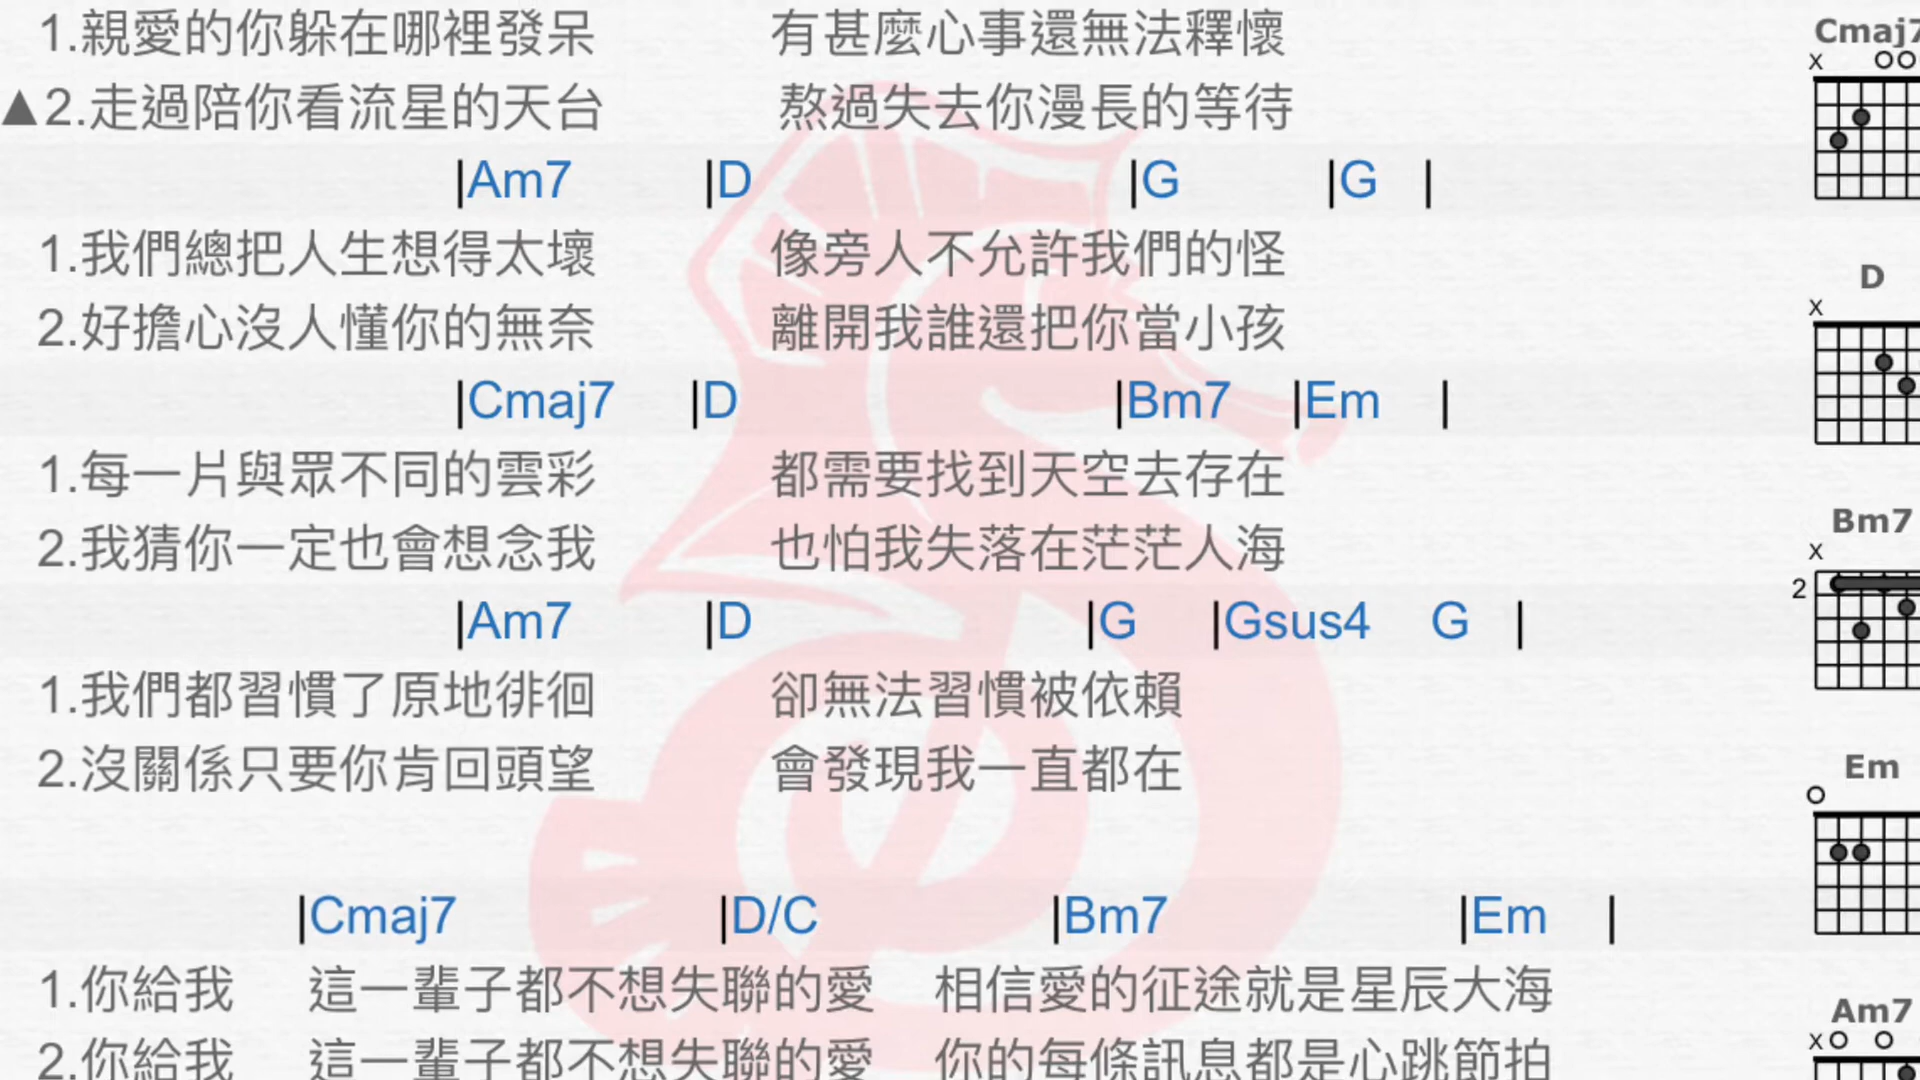 1.親愛的你躲在哪裡發呆 有甚麼心事還無法釋懷
▲2.走過陪你看流星的天台 熬過失去你漫長的等待
|Am7 |D |G |G |
1.我們總把人生想得太壞 像旁人不允許我們的怪
2.好擔心沒人懂你的無奈 離開我誰還把你當小孩
|Cmaj7 |D |Bm7 |Em |
1.每一片與眾不同的雲彩 都需要找到天空去存在
2.我猜你一定也會想念我 也怕我失落在茫茫人海
|Am7 |D |G |Gsus4 G |
1.我們都習慣了原地徘徊 卻無法習慣被依賴
2.沒關係只要你肯回頭望 會發現我一直都在
|Cmaj7 |D/C |Bm7 |Em |
1.你給我 這一輩子都不想失聯的愛 相信愛的征途就是星辰大海
2.你給我 這一輩子都不想失聯的愛 你的每條訊息都是心跳節拍
Cmaj7
x
D
x
Bm7
x
2
Em
Am7
x